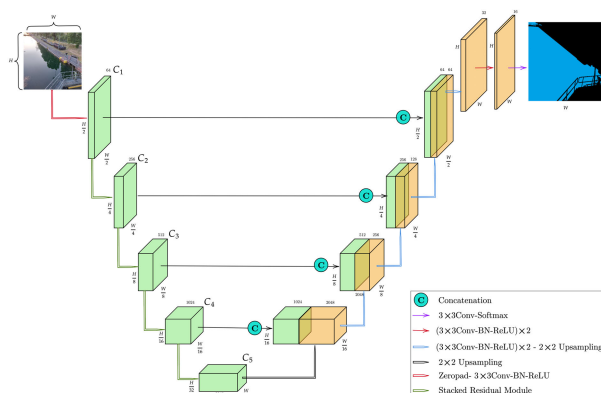 W
H
C1
64
H/2
W/2
C2
256
H/4
W/4
C3
512
H/8
W/8
C4
1024
H/16
W/16
C5
H/32
W
C
1024
2048
H/16
W/16
C
512
256
H/8
2048
W/8
C
256
128
H/4
W/4
C
64
64
H/2
W/2
32
H
W
16
H
W
W
C Concatenation
3×3Conv-Softmax
(3×3Conv-BN-ReLU)×2
(3×3Conv-BN-ReLU)×2 - 2×2 Upsampling
2×2 Upsampling
Zeropad- 3×3Conv-BN-ReLU
Stacked Residual Module